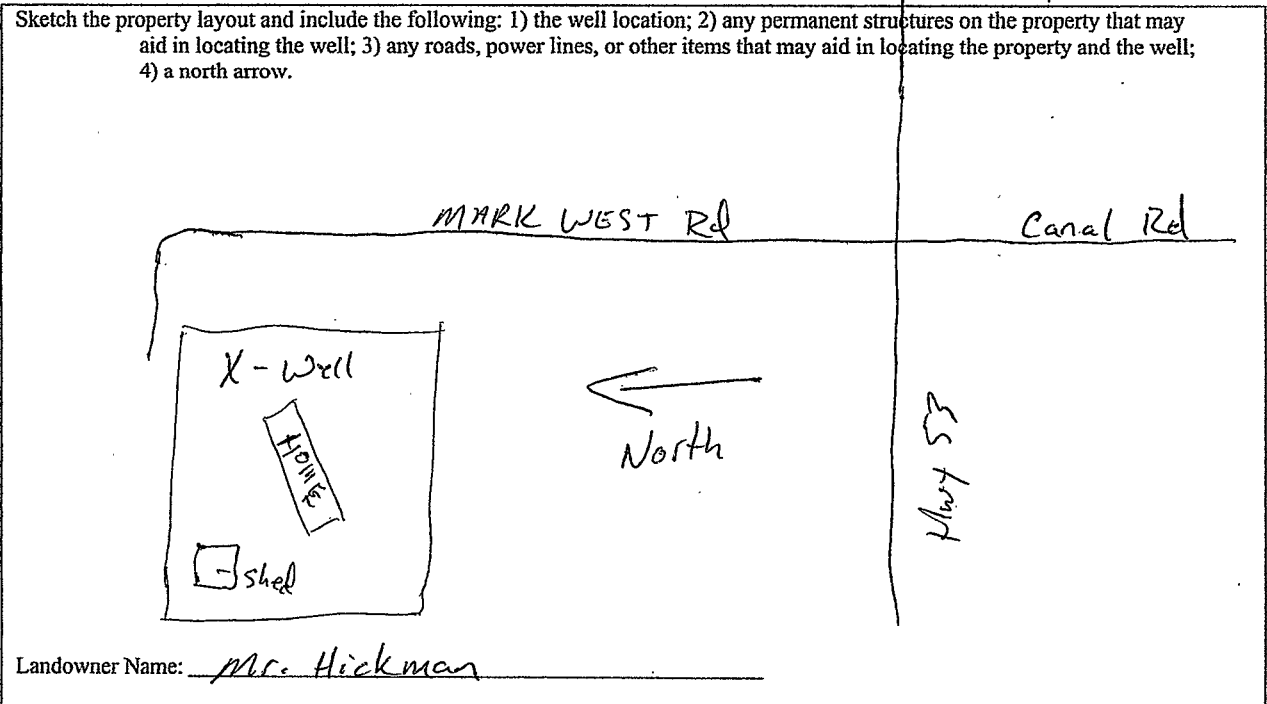 Sketch the property layout and include the following: 1) the well location; 2) any permanent structures on the property that may
aid in locating the well; 3) any roads, power lines, or other items that may aid in locating the property and the well;
4) a north arrow.
MARK WEST Rd
Canal Rd
X - Well
North
HOME
Hwy 53
shed
Landowner Name: Mr. Hickman